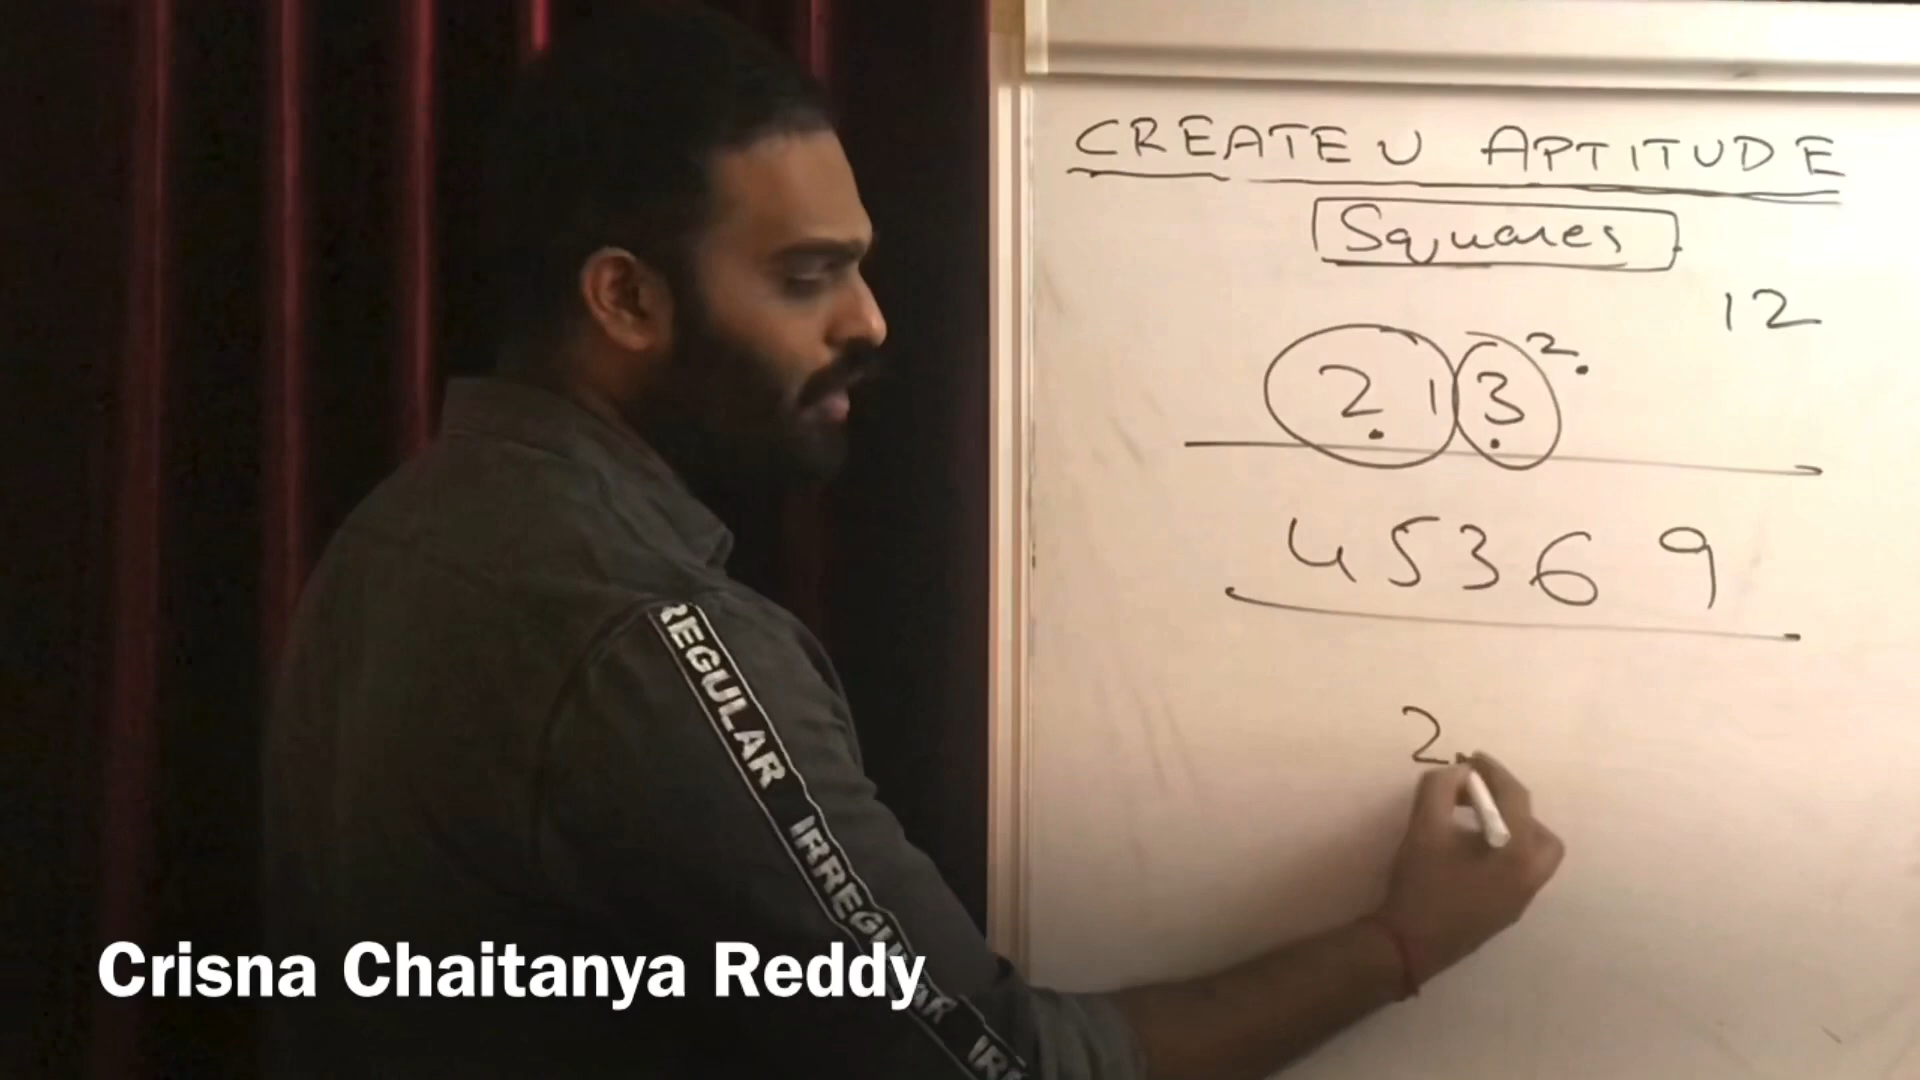 CREATE U APTITUDE
Squares
12
213²
45369
2
REGULAR IRREGULAR
Crisna Chaitanya Reddy